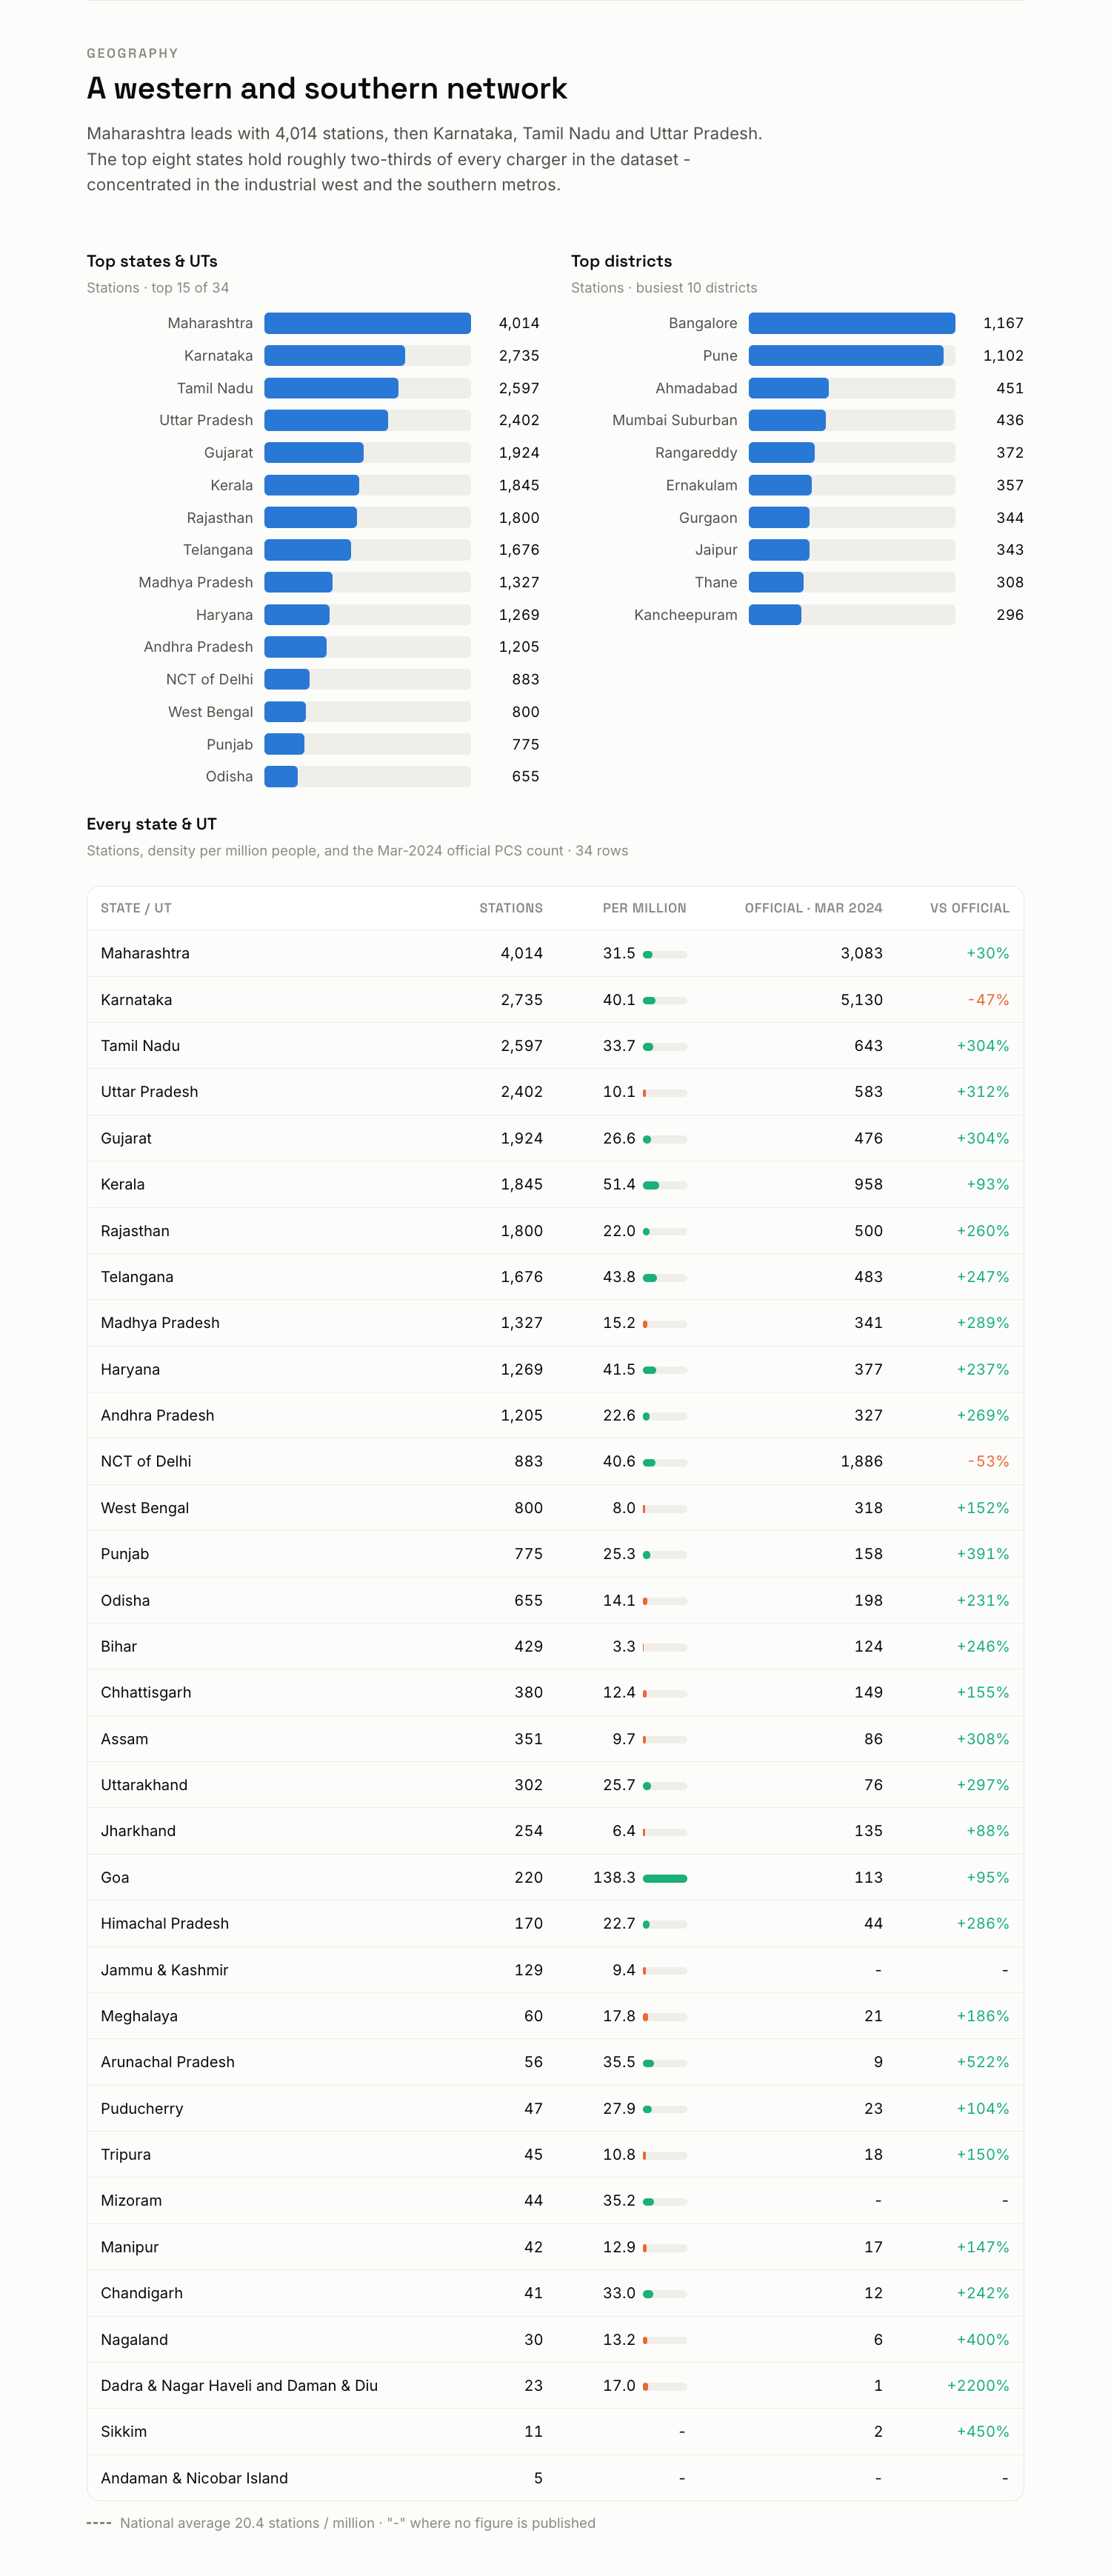 GEOGRAPHY
A western and southern network
Maharashtra leads with 4,014 stations, then Karnataka, Tamil Nadu and Uttar Pradesh.
The top eight states hold roughly two-thirds of every charger in the dataset -
concentrated in the industrial west and the southern metros.
Top states & UTs
Stations · top 15 of 34
Maharashtra 4,014
Karnataka 2,735
Tamil Nadu 2,597
Uttar Pradesh 2,402
Gujarat 1,924
Kerala 1,845
Rajasthan 1,800
Telangana 1,676
Madhya Pradesh 1,327
Haryana 1,269
Andhra Pradesh 1,205
NCT of Delhi 883
West Bengal 800
Punjab 775
Odisha 655
Top districts
Stations · busiest 10 districts
Bangalore 1,167
Pune 1,102
Ahmadabad 451
Mumbai Suburban 436
Rangareddy 372
Ernakulam 357
Gurgaon 344
Jaipur 343
Thane 308
Kancheepuram 296
Every state & UT
Stations, density per million people, and the Mar-2024 official PCS count · 34 rows
STATE / UT STATIONS PER MILLION OFFICIAL · MAR 2024 VS OFFICIAL
Maharashtra 4,014 31.5 3,083 +30%
Karnataka 2,735 40.1 5,130 -47%
Tamil Nadu 2,597 33.7 643 +304%
Uttar Pradesh 2,402 10.1 583 +312%
Gujarat 1,924 26.6 476 +304%
Kerala 1,845 51.4 958 +93%
Rajasthan 1,800 22.0 500 +260%
Telangana 1,676 43.8 483 +247%
Madhya Pradesh 1,327 15.2 341 +289%
Haryana 1,269 41.5 377 +237%
Andhra Pradesh 1,205 22.6 327 +269%
NCT of Delhi 883 40.6 1,886 -53%
West Bengal 800 8.0 318 +152%
Punjab 775 25.3 158 +391%
Odisha 655 14.1 198 +231%
Bihar 429 3.3 124 +246%
Chhattisgarh 380 12.4 149 +155%
Assam 351 9.7 86 +308%
Uttarakhand 302 25.7 76 +297%
Jharkhand 254 6.4 135 +88%
Goa 220 138.3 113 +95%
Himachal Pradesh 170 22.7 44 +286%
Jammu & Kashmir 129 9.4 - -
Meghalaya 60 17.8 21 +186%
Arunachal Pradesh 56 35.5 9 +522%
Puducherry 47 27.9 23 +104%
Tripura 45 10.8 18 +150%
Mizoram 44 35.2 - -
Manipur 42 12.9 17 +147%
Chandigarh 41 33.0 12 +242%
Nagaland 30 13.2 6 +400%
Dadra & Nagar Haveli and Daman & Diu 23 17.0 1 +2200%
Sikkim 11 - 2 +450%
Andaman & Nicobar Island 5 - - -
National average 20.4 stations / million · "-" where no figure is published